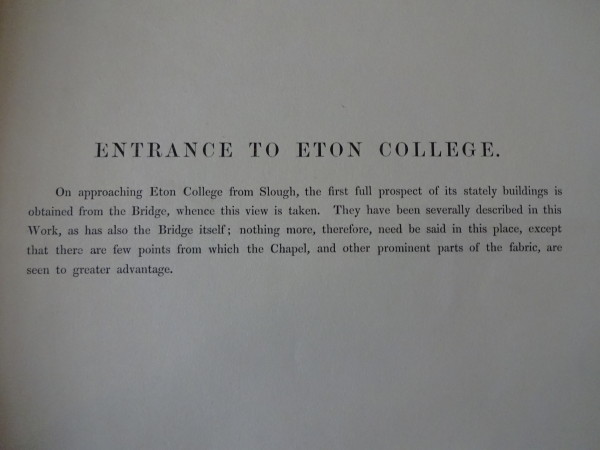 ENTRANCE TO ETON COLLEGE.
On approaching Eton College from Slough, the first full prospect of its stately buildings is
obtained from the Bridge, whence this view is taken. They have been severally described in this
Work, as has also the Bridge itself; nothing more, therefore, need be said in this place, except
that there are few points from which the Chapel, and other prominent parts of the fabric, are
seen to greater advantage.